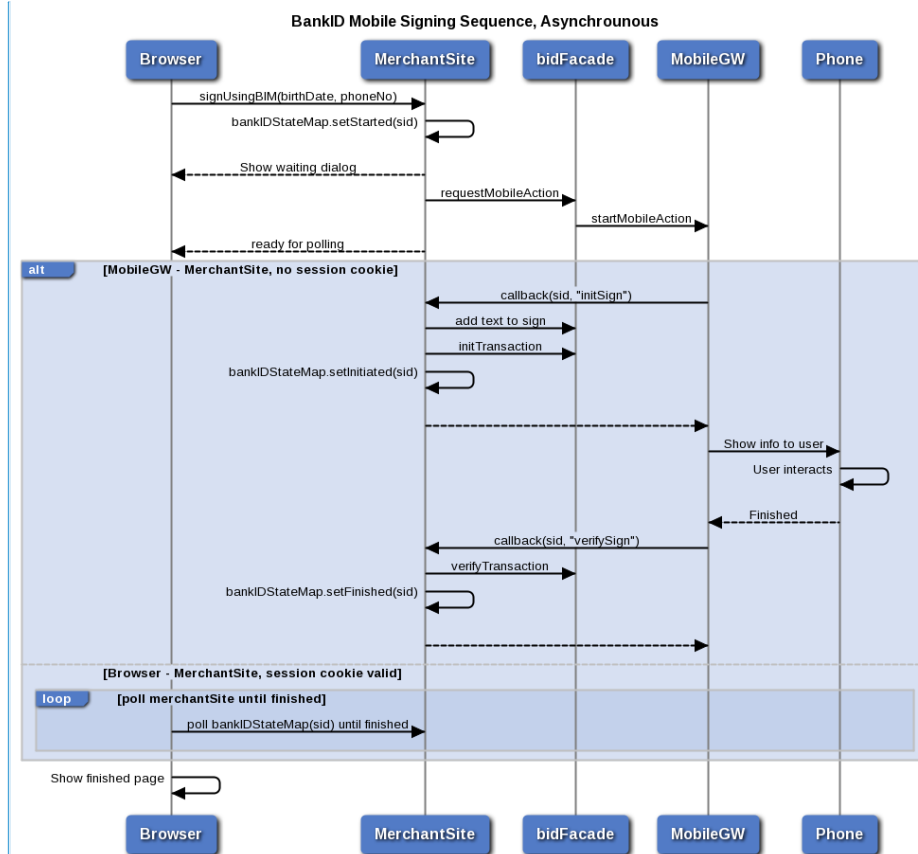 BankID Mobile Signing Sequence, Asynchrounous
Browser
MerchantSite
bidFacade
MobileGW
Phone
signUsingBIM(birthDate, phoneNo)
bankIDStateMap.setStarted(sid)
Show waiting dialog
requestMobileAction
startMobileAction
ready for polling
alt
[MobileGW - MerchantSite, no session cookie]
callback(sid, "initSign")
add text to sign
initTransaction
bankIDStateMap.setInitiated(sid)
Show info to user
User interacts
Finished
callback(sid, "verifySign")
verifyTransaction
bankIDStateMap.setFinished(sid)
[Browser - MerchantSite, session cookie valid]
loop
[poll merchantSite until finished]
poll bankIDStateMap(sid) until finished
Show finished page
Browser
MerchantSite
bidFacade
MobileGW
Phone